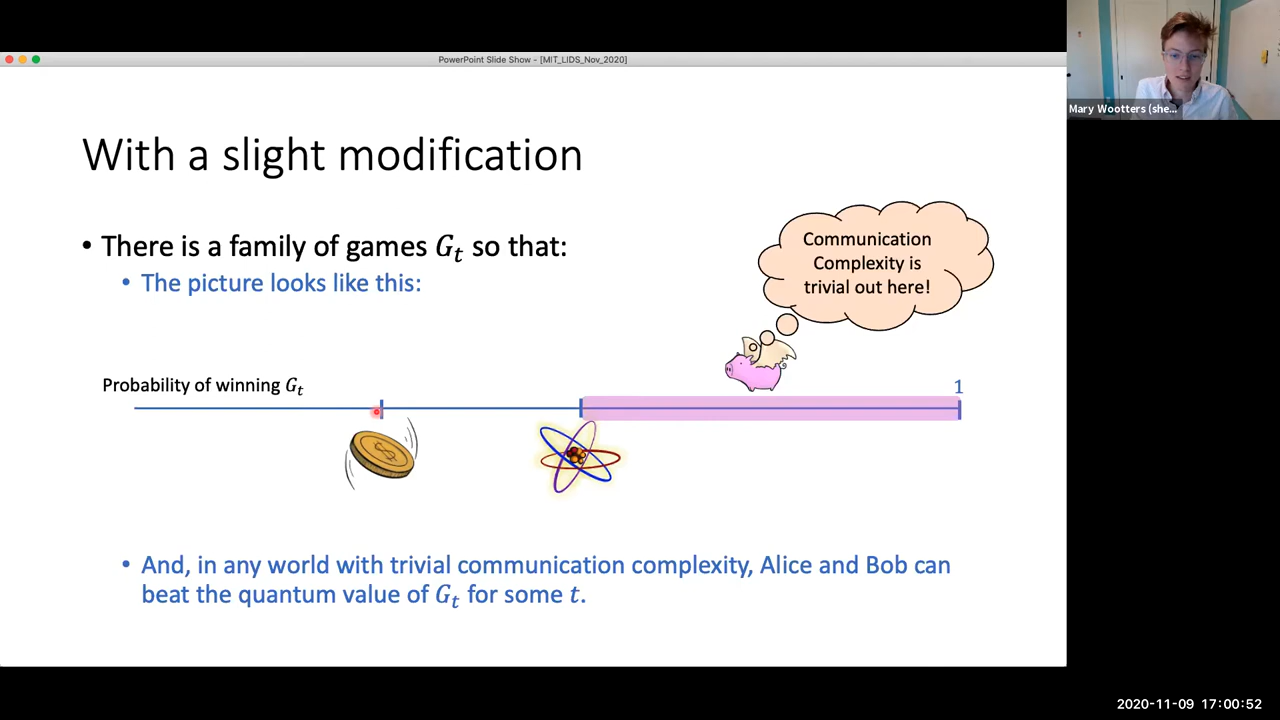 PowerPoint Slide Show - [MIT_LIDS_Nov_2020]
Mary Wootters (she...
With a slight modification
• There is a family of games G_t so that:
• The picture looks like this:
Communication
Complexity is
trivial out here!
Probability of winning G_t
1
$
• And, in any world with trivial communication complexity, Alice and Bob can
beat the quantum value of G_t for some t.
2020-11-09 17:00:52